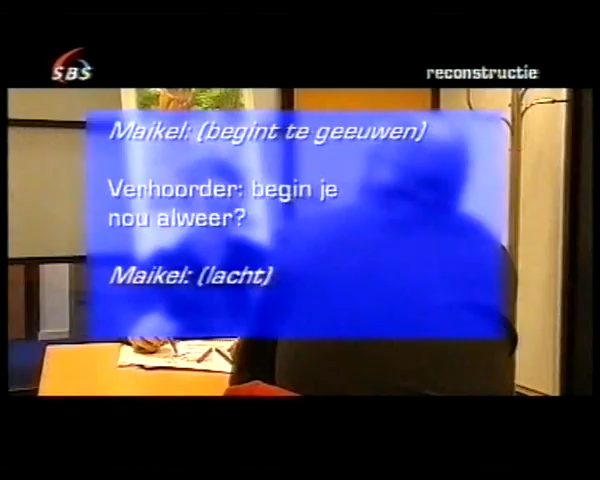 SBS
reconstructie
Maikel: (begint te geeuwen)
Verhoorder: begin je
nou alweer?
Maikel: (lacht)